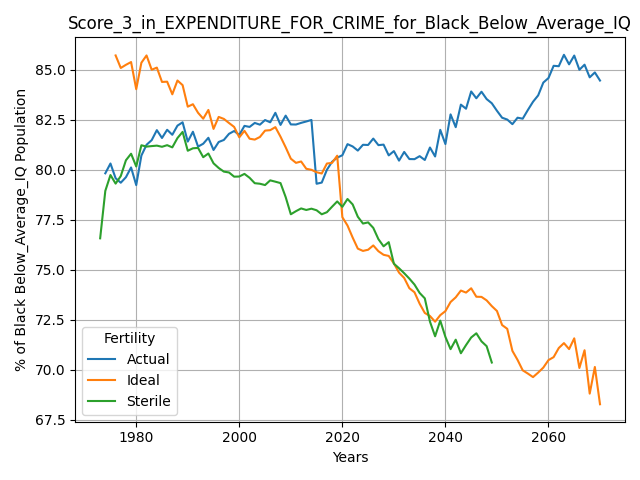 Score_3_in_EXPENDITURE_FOR_CRIME_for_Black_Below_Average_IQ
% of Black Below_Average_IQ Population
85.0
82.5
80.0
77.5
75.0
72.5
70.0
67.5
Fertility
Actual
Ideal
Sterile
1980 2000 2020 2040 2060
Years